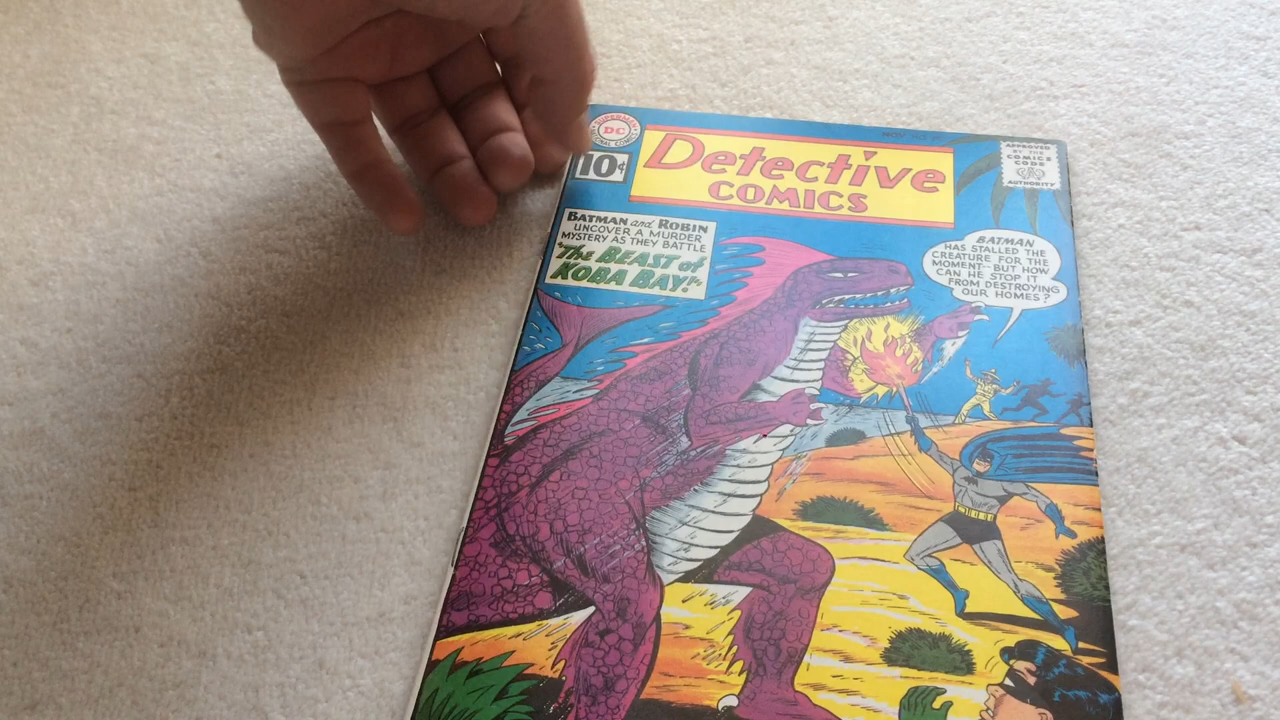 SUPERMAN
DC
NATIONAL COMICS
10¢
NOV.
Detective
COMICS
APPROVED
BY THE
COMICS
CODE
AUTHORITY
BATMAN and ROBIN
UNCOVER A MURDER
MYSTERY AS THEY BATTLE
"The BEAST of
KOBA BAY!"
BATMAN
HAS STALLED THE
CREATURE FOR THE
MOMENT--BUT HOW
CAN HE STOP IT
FROM DESTROYING
OUR HOMES?